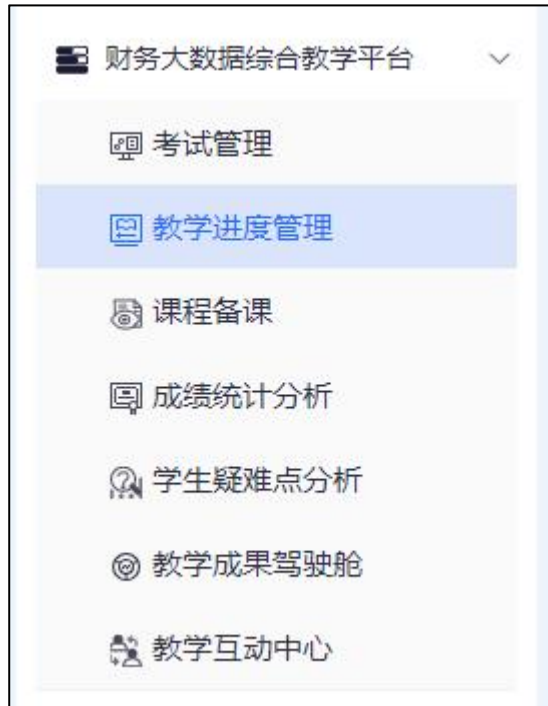 财务大数据综合教学平台
考试管理
教学进度管理
课程备课
成绩统计分析
学生疑难点分析
教学成果驾驶舱
教学互动中心